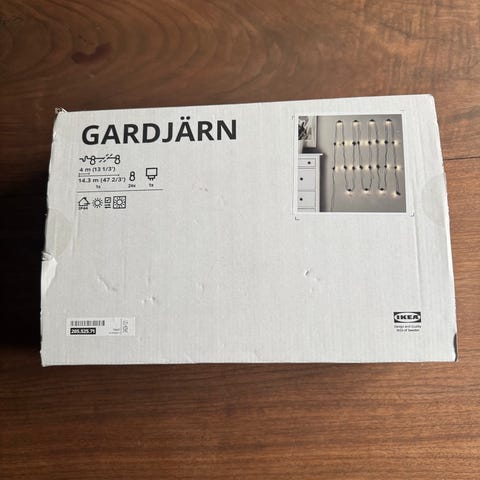 GARDJÄRN
4 m (13 1/3')
14.3 m (47 2/3')
1x 24x 1x
IP44
205.525.71
IKEA
Design and Quality
IKEA of Sweden